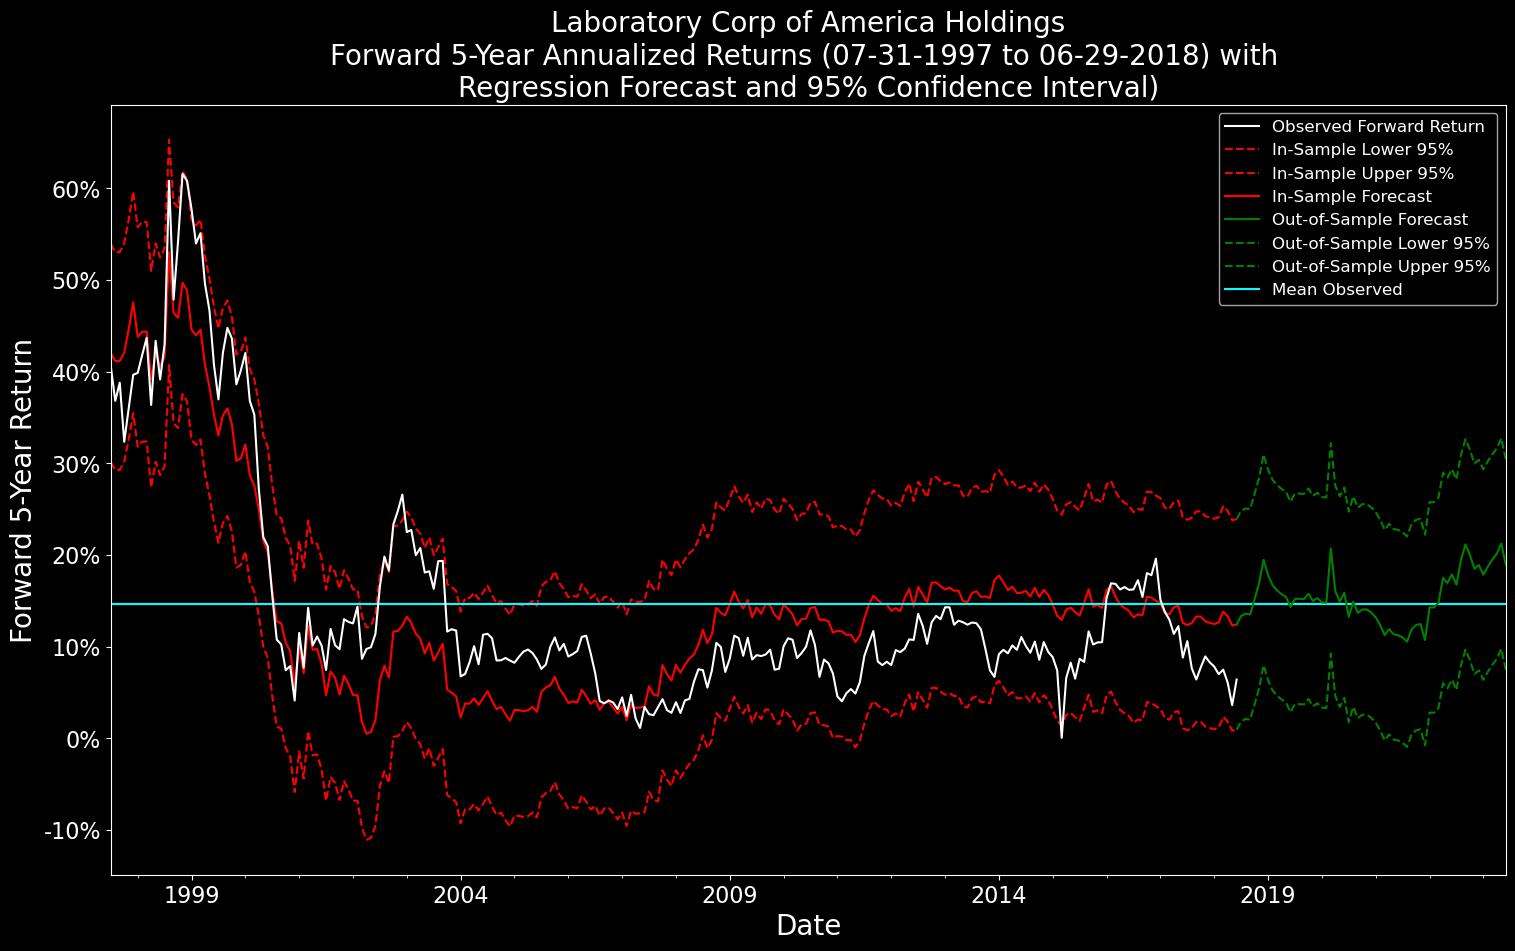 Laboratory Corp of America Holdings
Forward 5-Year Annualized Returns (07-31-1997 to 06-29-2018) with
Regression Forecast and 95% Confidence Interval)
Observed Forward Return
In-Sample Lower 95%
In-Sample Upper 95%
In-Sample Forecast
Out-of-Sample Forecast
Out-of-Sample Lower 95%
Out-of-Sample Upper 95%
Mean Observed
Forward 5-Year Return
60%
50%
40%
30%
20%
10%
0%
-10%
1999 2004 2009 2014 2019
Date